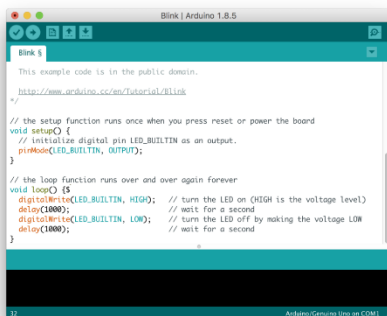 Blink | Arduino 1.8.5
Blink §
This example code is in the public domain.
http://www.arduino.cc/en/Tutorial/Blink
*/
// the setup function runs once when you press reset or power the board
void setup() {
// initialize digital pin LED_BUILTIN as an output.
pinMode(LED_BUILTIN, OUTPUT);
}
// the loop function runs over and over again forever
void loop() {$
digitalWrite(LED_BUILTIN, HIGH);   // turn the LED on (HIGH is the voltage level)
delay(1000);                       // wait for a second
digitalWrite(LED_BUILTIN, LOW);    // turn the LED off by making the voltage LOW
delay(1000);                       // wait for a second
}
32 Arduino/Genuino Uno on COM1